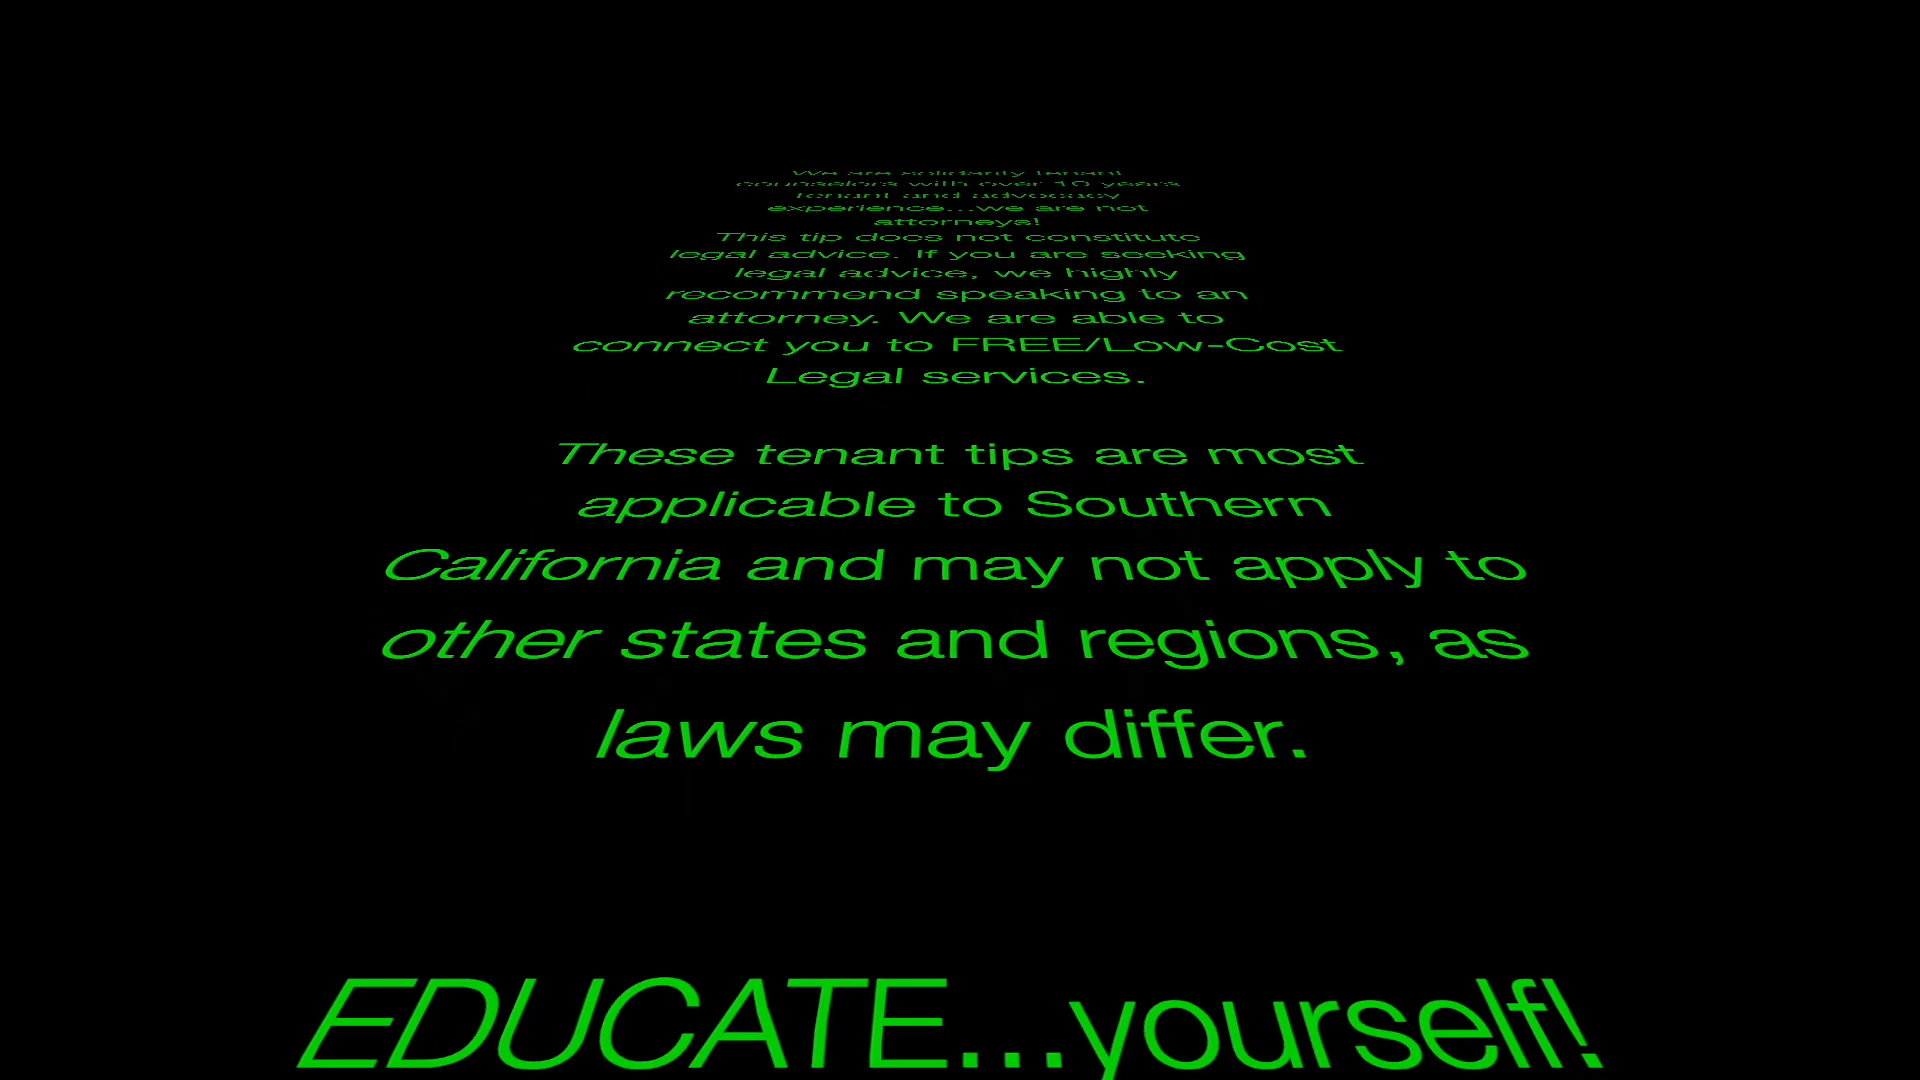 We are solidarity tenant
counselors with over 10 years
tenant and advocacy
experience...we are not
attorneys!
This tip does not constitute
legal advice. If you are seeking
legal advice, we highly
recommend speaking to an
attorney. We are able to
connect you to FREE/Low-Cost
Legal services.
These tenant tips are most
applicable to Southern
California and may not apply to
other states and regions, as
laws may differ.
EDUCATE...yourself!